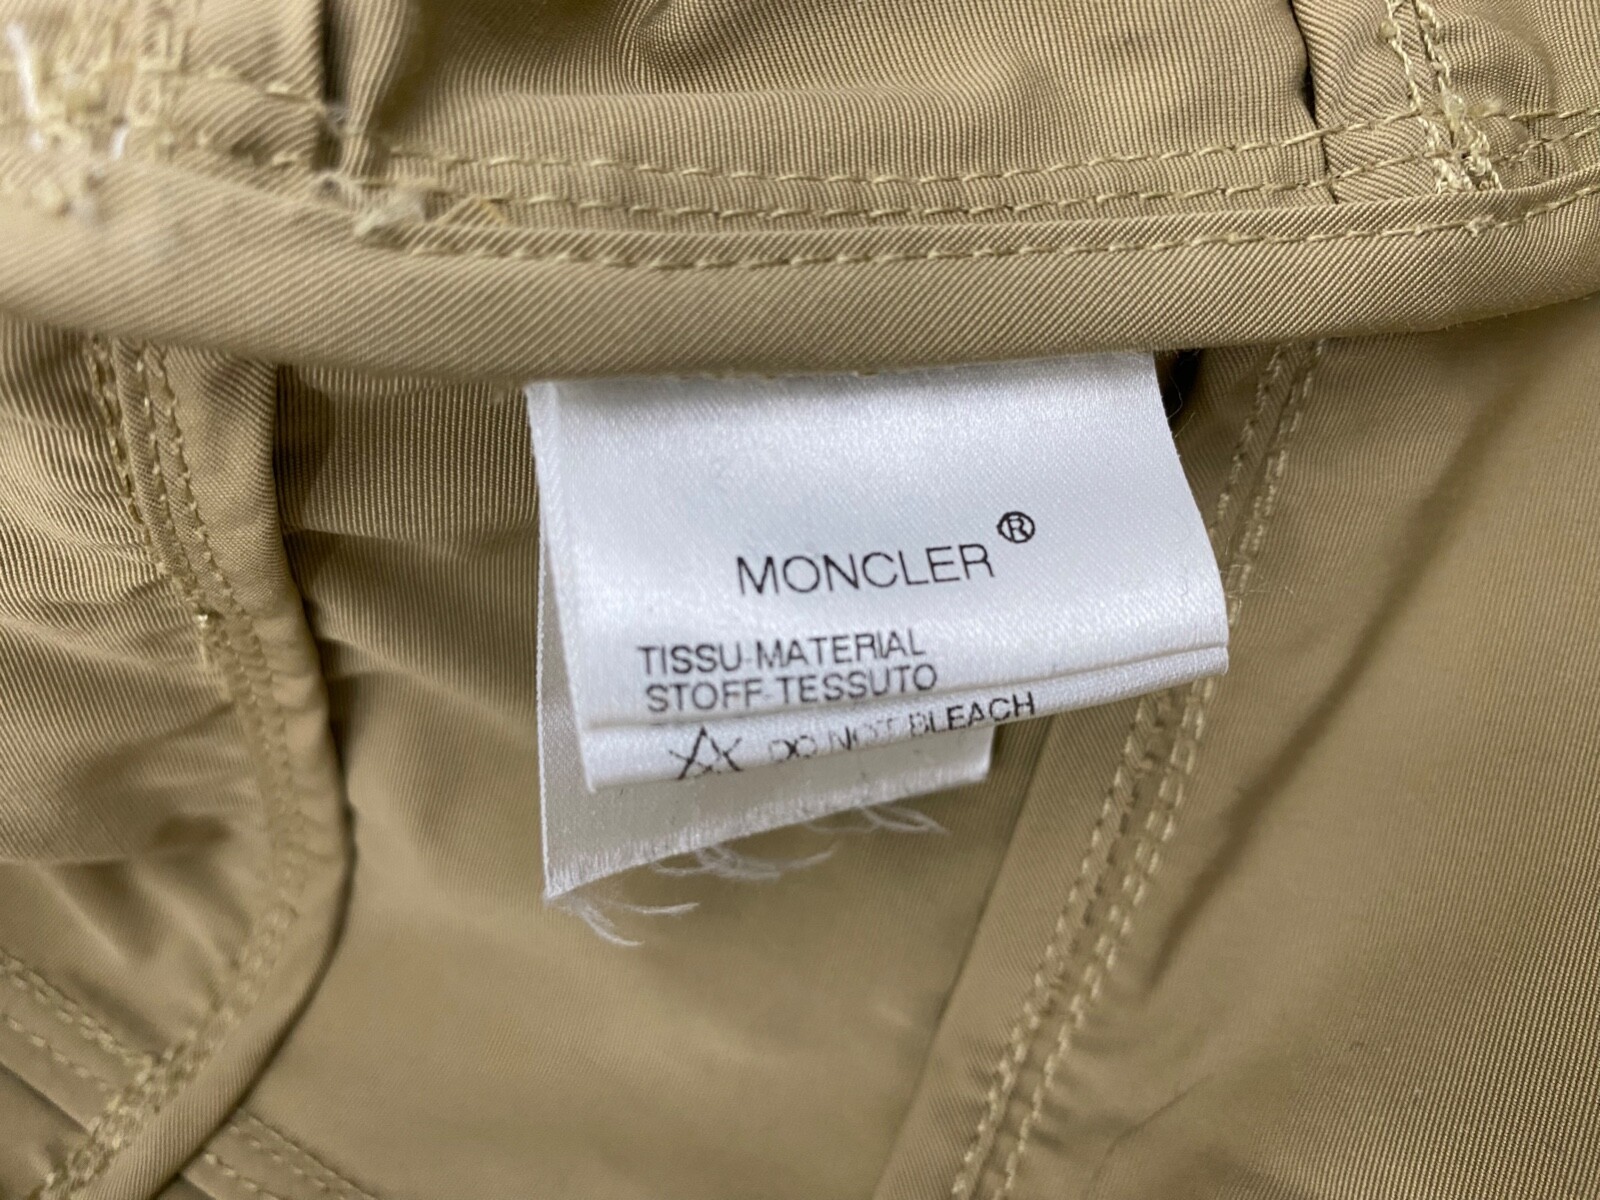 MONCLER®
TISSU-MATERIAL
STOFF-TESSUTO
DO NOT BLEACH